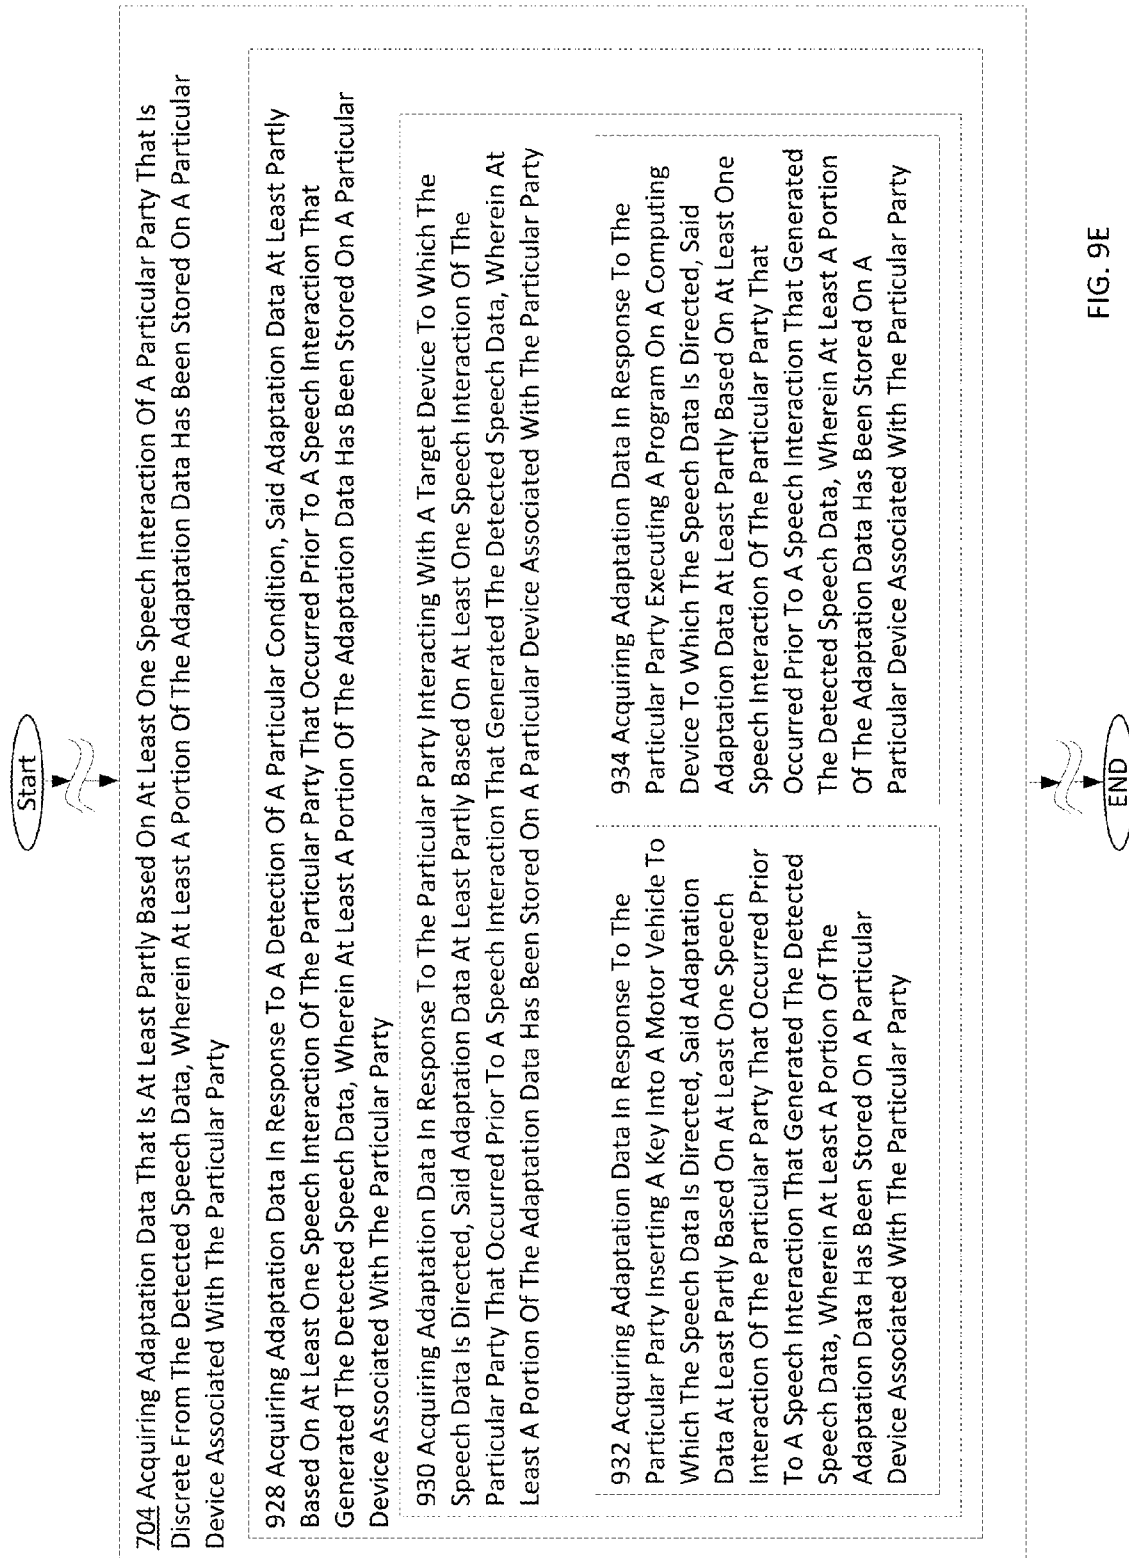 Start
704 Acquiring Adaptation Data That Is At Least Partly Based On At Least One Speech Interaction Of A Particular Party That Is
Discrete From The Detected Speech Data, Wherein At Least A Portion Of The Adaptation Data Has Been Stored On A Particular
Device Associated With The Particular Party
928 Acquiring Adaptation Data In Response To A Detection Of A Particular Condition, Said Adaptation Data At Least Partly
Based On At Least One Speech Interaction Of The Particular Party That Occurred Prior To A Speech Interaction That
Generated The Detected Speech Data, Wherein At Least A Portion Of The Adaptation Data Has Been Stored On A Particular
Device Associated With The Particular Party
930 Acquiring Adaptation Data In Response To The Particular Party Interacting With A Target Device To Which The
Speech Data Is Directed, Said Adaptation Data At Least Partly Based On At Least One Speech Interaction Of The
Particular Party That Occurred Prior To A Speech Interaction That Generated The Detected Speech Data, Wherein At
Least A Portion Of The Adaptation Data Has Been Stored On A Particular Device Associated With The Particular Party
932 Acquiring Adaptation Data In Response To The
Particular Party Inserting A Key Into A Motor Vehicle To
Which The Speech Data Is Directed, Said Adaptation
Data At Least Partly Based On At Least One Speech
Interaction Of The Particular Party That Occurred Prior
To A Speech Interaction That Generated The Detected
Speech Data, Wherein At Least A Portion Of The
Adaptation Data Has Been Stored On A Particular
Device Associated With The Particular Party
934 Acquiring Adaptation Data In Response To The
Particular Party Executing A Program On A Computing
Device To Which The Speech Data Is Directed, Said
Adaptation Data At Least Partly Based On At Least One
Speech Interaction Of The Particular Party That
Occurred Prior To A Speech Interaction That Generated
The Detected Speech Data, Wherein At Least A Portion
Of The Adaptation Data Has Been Stored On A
Particular Device Associated With The Particular Party
END
FIG. 9E